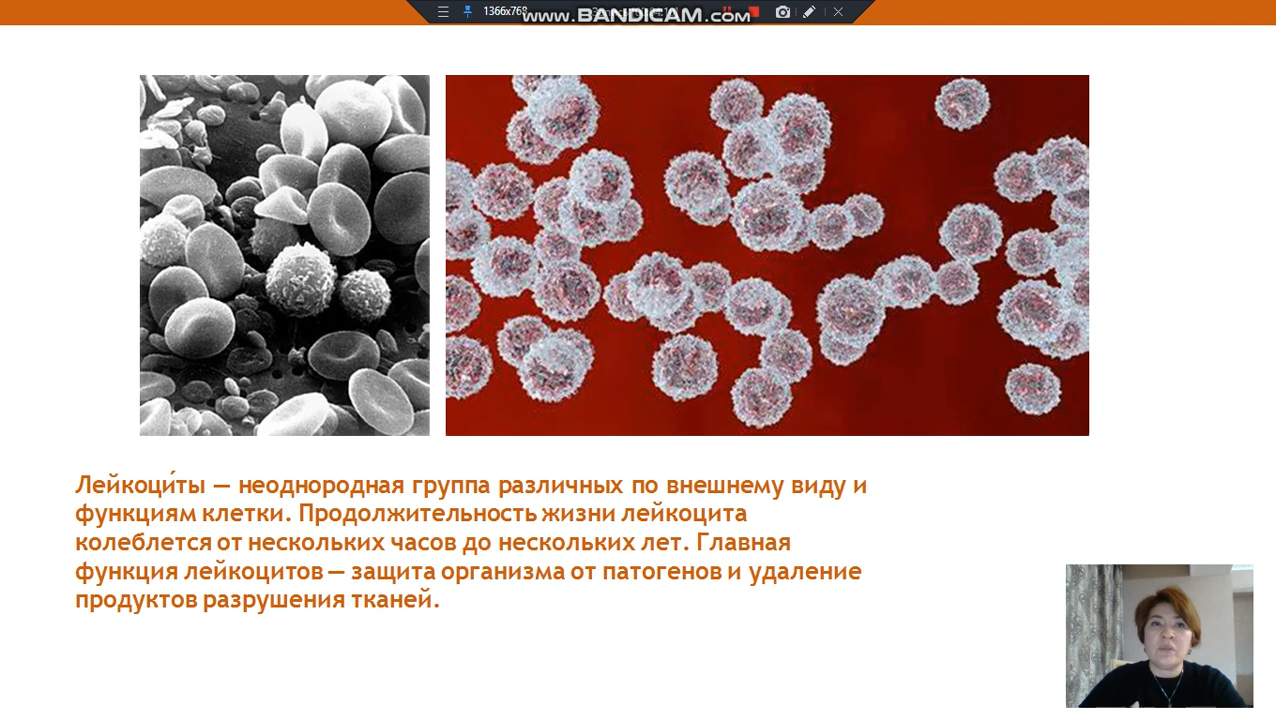 1366x768
www.BANDICAM.com
Лейкоци́ты — неоднородная группа различных по внешнему виду и
функциям клетки. Продолжительность жизни лейкоцита
колеблется от нескольких часов до нескольких лет. Главная
функция лейкоцитов — защита организма от патогенов и удаление
продуктов разрушения тканей.